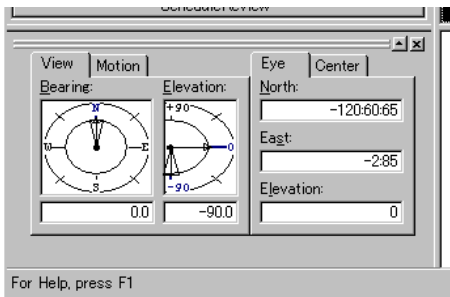 ScheduleReview
View Motion
Eye Center
Bearing:
Elevation:
North:
N
W
E
S
+90
0
-90
-120:60:65
East:
-2:85
Elevation:
0.0
-90.0
0
For Help, press F1